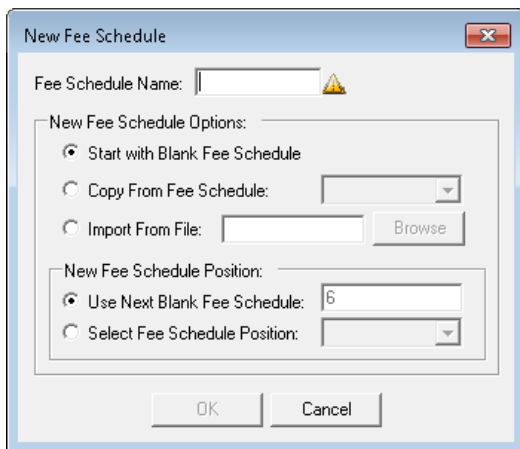 New Fee Schedule
Fee Schedule Name:
New Fee Schedule Options:
Start with Blank Fee Schedule
Copy From Fee Schedule:
Import From File: Browse
New Fee Schedule Position:
Use Next Blank Fee Schedule: 6
Select Fee Schedule Position:
OK Cancel